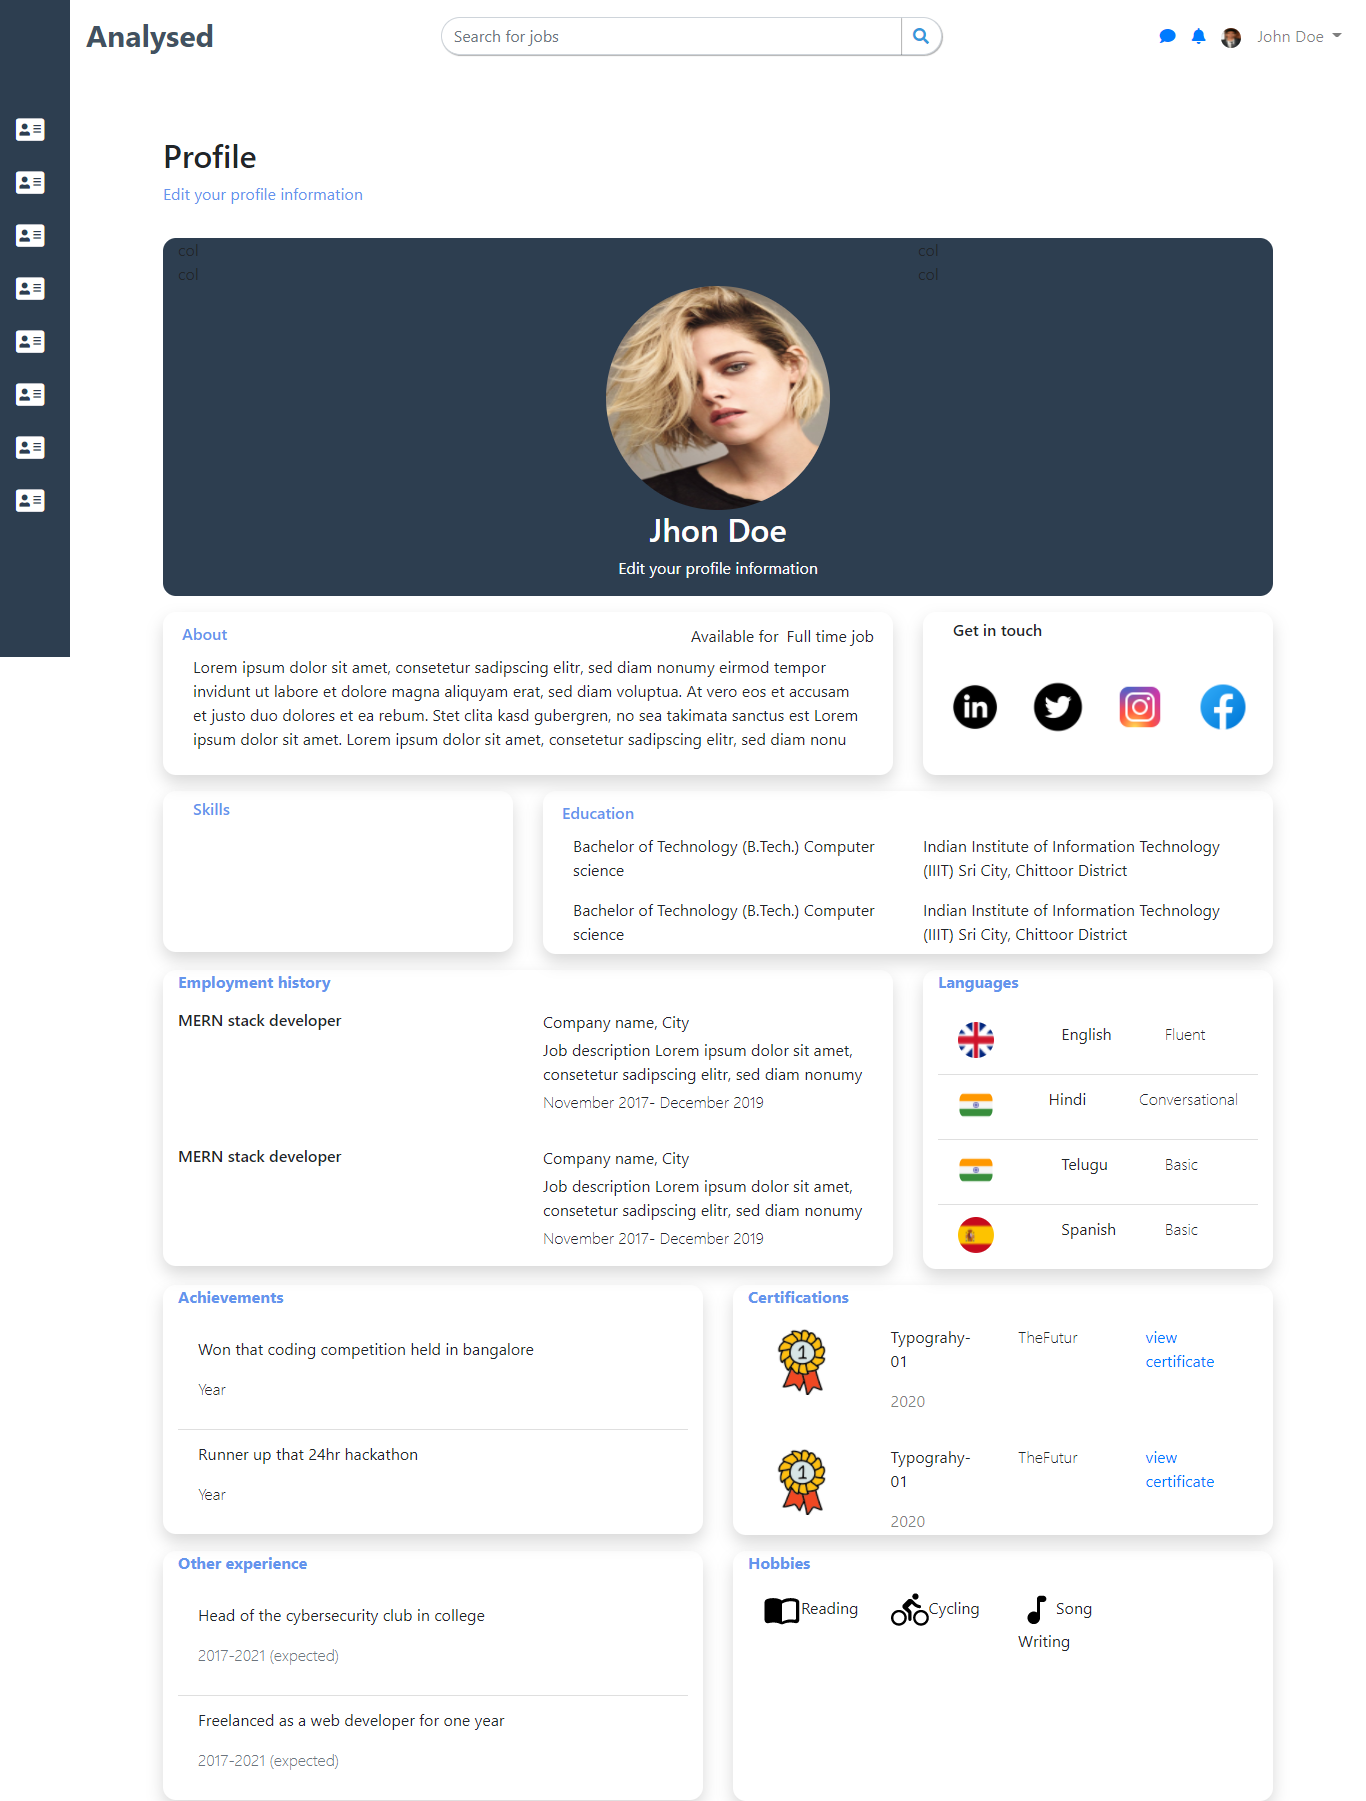 Analysed
Search for jobs
John Doe
Profile
Edit your profile information
col
col
col
col
Jhon Doe
Edit your profile information
About
Available for Full time job
Lorem ipsum dolor sit amet, consetetur sadipscing elitr, sed diam nonumy eirmod tempor
invidunt ut labore et dolore magna aliquyam erat, sed diam voluptua. At vero eos et accusam
et justo duo dolores et ea rebum. Stet clita kasd gubergren, no sea takimata sanctus est Lorem
ipsum dolor sit amet. Lorem ipsum dolor sit amet, consetetur sadipscing elitr, sed diam nonu
Get in touch
in
Skills
Education
Bachelor of Technology (B.Tech.) Computer
science
Indian Institute of Information Technology
(IIIT) Sri City, Chittoor District
Bachelor of Technology (B.Tech.) Computer
science
Indian Institute of Information Technology
(IIIT) Sri City, Chittoor District
Employment history
MERN stack developer
Company name, City
Job description Lorem ipsum dolor sit amet,
consetetur sadipscing elitr, sed diam nonumy
November 2017- December 2019
MERN stack developer
Company name, City
Job description Lorem ipsum dolor sit amet,
consetetur sadipscing elitr, sed diam nonumy
November 2017- December 2019
Languages
English Fluent
Hindi Conversational
Telugu Basic
Spanish Basic
Achievements
Won that coding competition held in bangalore
Year
Runner up that 24hr hackathon
Year
Certifications
1
Typograhy-
01
2020
TheFutur
view
certificate
1
Typograhy-
01
2020
TheFutur
view
certificate
Other experience
Head of the cybersecurity club in college
2017-2021 (expected)
Freelanced as a web developer for one year
2017-2021 (expected)
Hobbies
Reading
Cycling
Song
Writing